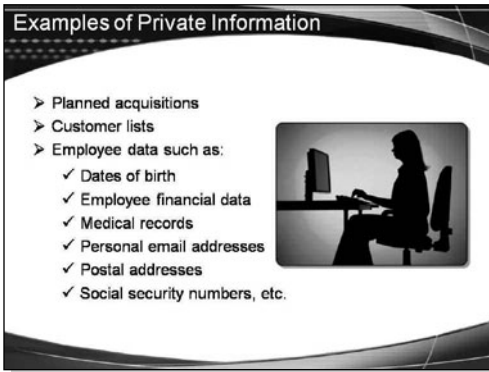 Examples of Private Information
➢ Planned acquisitions
➢ Customer lists
➢ Employee data such as:
✓ Dates of birth
✓ Employee financial data
✓ Medical records
✓ Personal email addresses
✓ Postal addresses
✓ Social security numbers, etc.